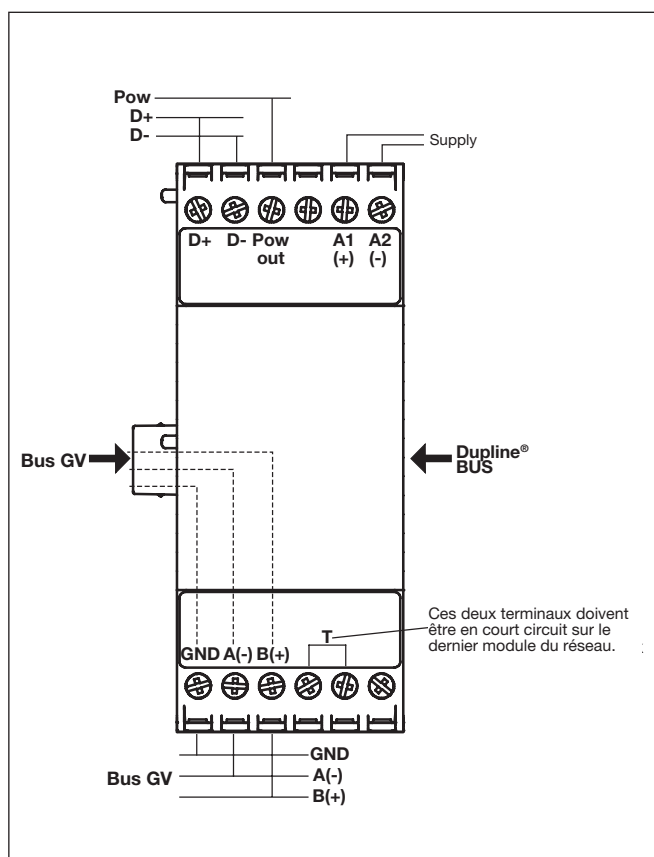 Pow
D+
D-
Supply
D+ D- Pow out A1 (+) A2 (-)
Bus GV
Dupline®
BUS
Ces deux terminaux doivent
être en court circuit sur le
dernier module du réseau.
T
GND A(-) B(+)
GND
Bus GV
A(-)
B(+)